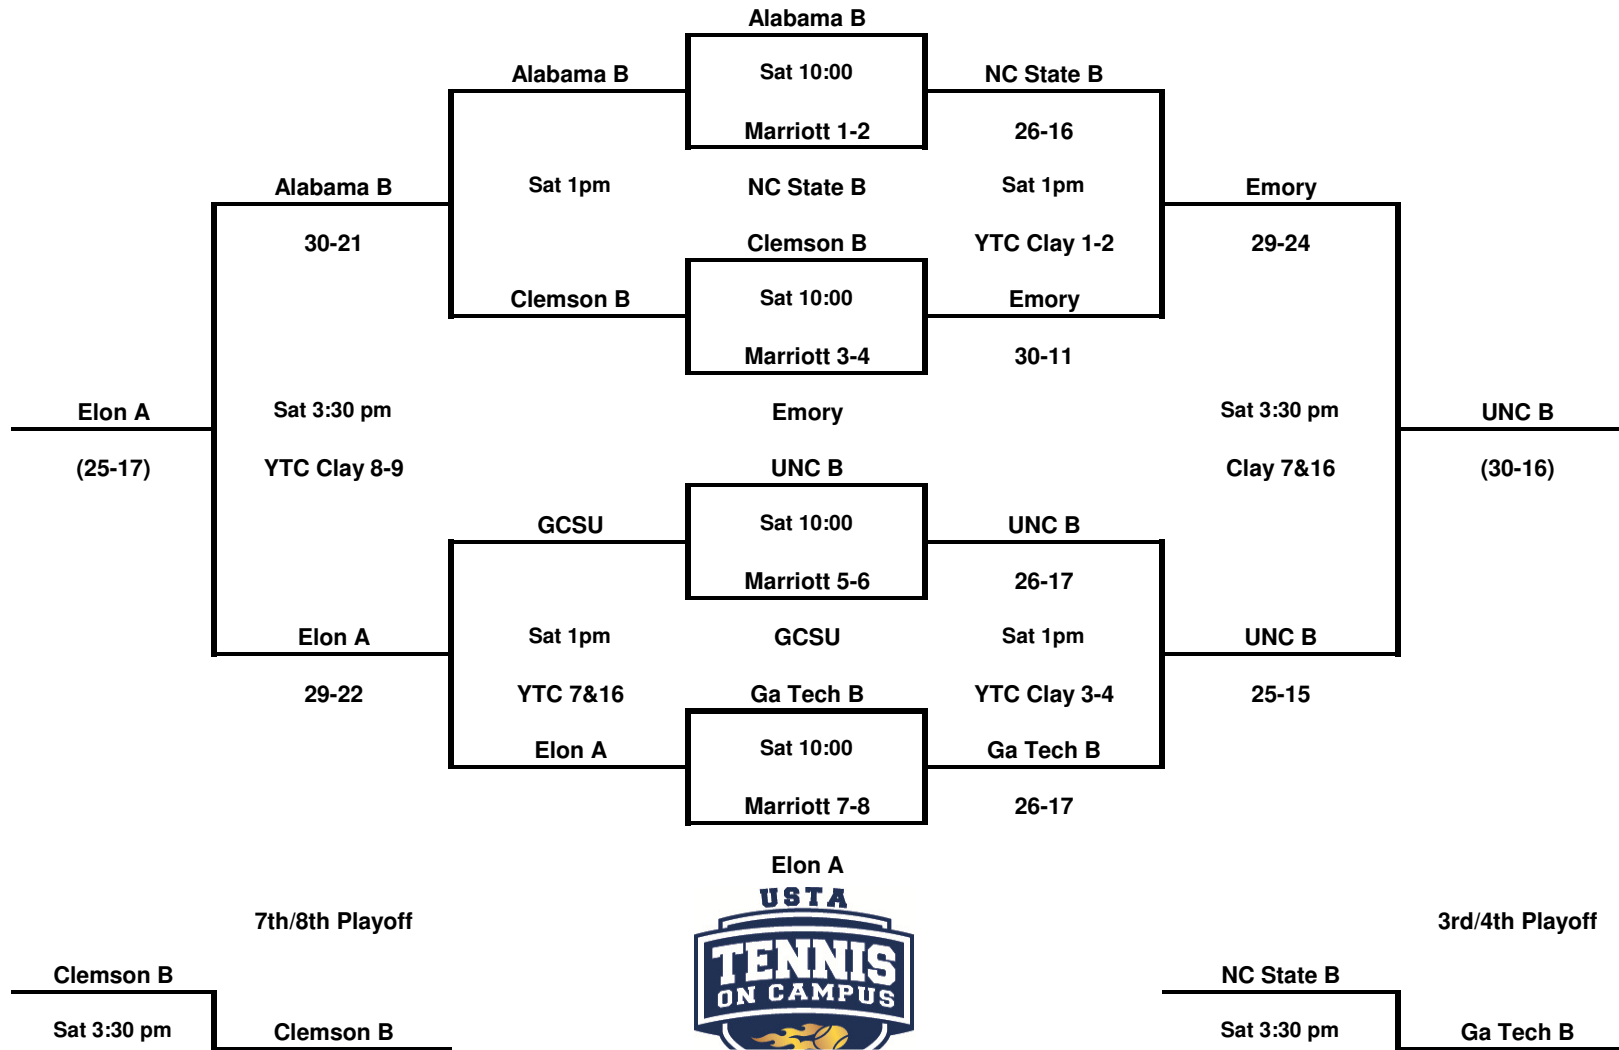 Alabama B
Alabama B
Sat 10:00
NC State B
Marriott 1-2
26-16
Alabama B
Sat 1pm
NC State B
Sat 1pm
Emory
30-21
Clemson B
YTC Clay 1-2
29-24
Clemson B
Sat 10:00
Emory
Marriott 3-4
30-11
Elon A
Sat 3:30 pm
Emory
Sat 3:30 pm
UNC B
(25-17)
YTC Clay 8-9
UNC B
Clay 7&16
(30-16)
GCSU
Sat 10:00
UNC B
Marriott 5-6
26-17
Elon A
Sat 1pm
GCSU
Sat 1pm
UNC B
29-22
YTC 7&16
Ga Tech B
YTC Clay 3-4
25-15
Elon A
Sat 10:00
Ga Tech B
Marriott 7-8
26-17
Elon A
USTA
TENNIS
ON CAMPUS
7th/8th Playoff
3rd/4th Playoff
Clemson B
NC State B
Sat 3:30 pm
Clemson B
Sat 3:30 pm
Ga Tech B